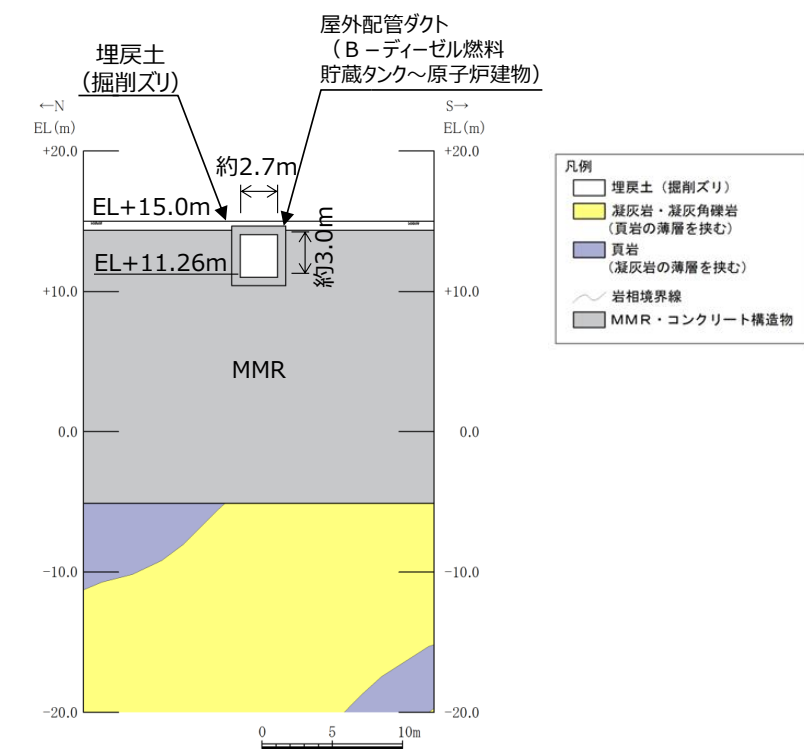 屋外配管ダクト
（Ｂ－ディーゼル燃料
貯蔵タンク～原子炉建物）
埋戻土
（掘削ズリ）
←N
EL(m)
S→
EL(m)
+20.0
+20.0
約2.7m
EL+15.0m
約3.0m
EL+11.26m
+10.0
+10.0
MMR
0.0
0.0
-10.0
-10.0
-20.0
-20.0
0 5 10m
凡例
埋戻土（掘削ズリ）
凝灰岩・凝灰角礫岩
（頁岩の薄層を挟む）
頁岩
（凝灰岩の薄層を挟む）
岩相境界線
ＭＭＲ・コンクリート構造物